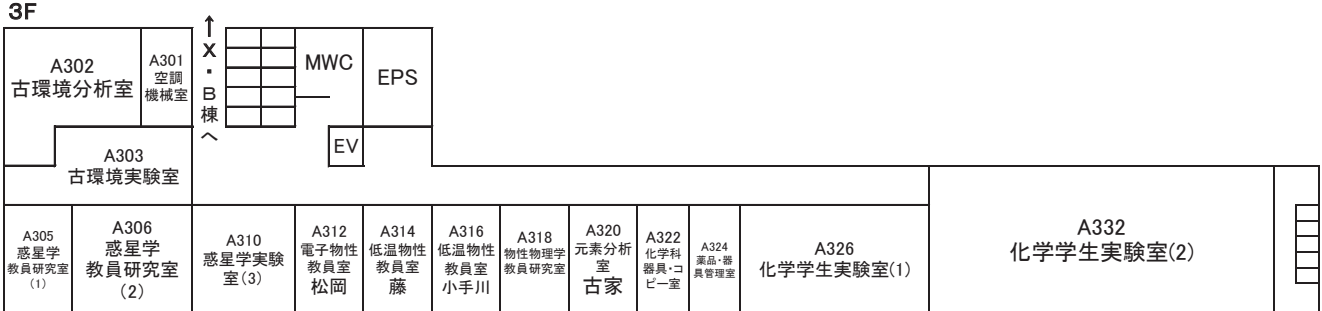 3F
A302
古環境分析室
A301
空調
機械室
↑
X
・
B
棟
へ
MWC
EPS
EV
A303
古環境実験室
A305
惑星学
教員研究室
(1)
A306
惑星学
教員研究室
(2)
A310
惑星学実験
室(3)
A312
電子物性
教員室
松岡
A314
低温物性
教員室
藤
A316
低温物性
教員室
小手川
A318
物性物理学
教員研究室
A320
元素分析
室
古家
A322
化学科
器具・コ
ピー室
A324
薬品・器
具管理室
A326
化学学生実験室(1)
A332
化学学生実験室(2)